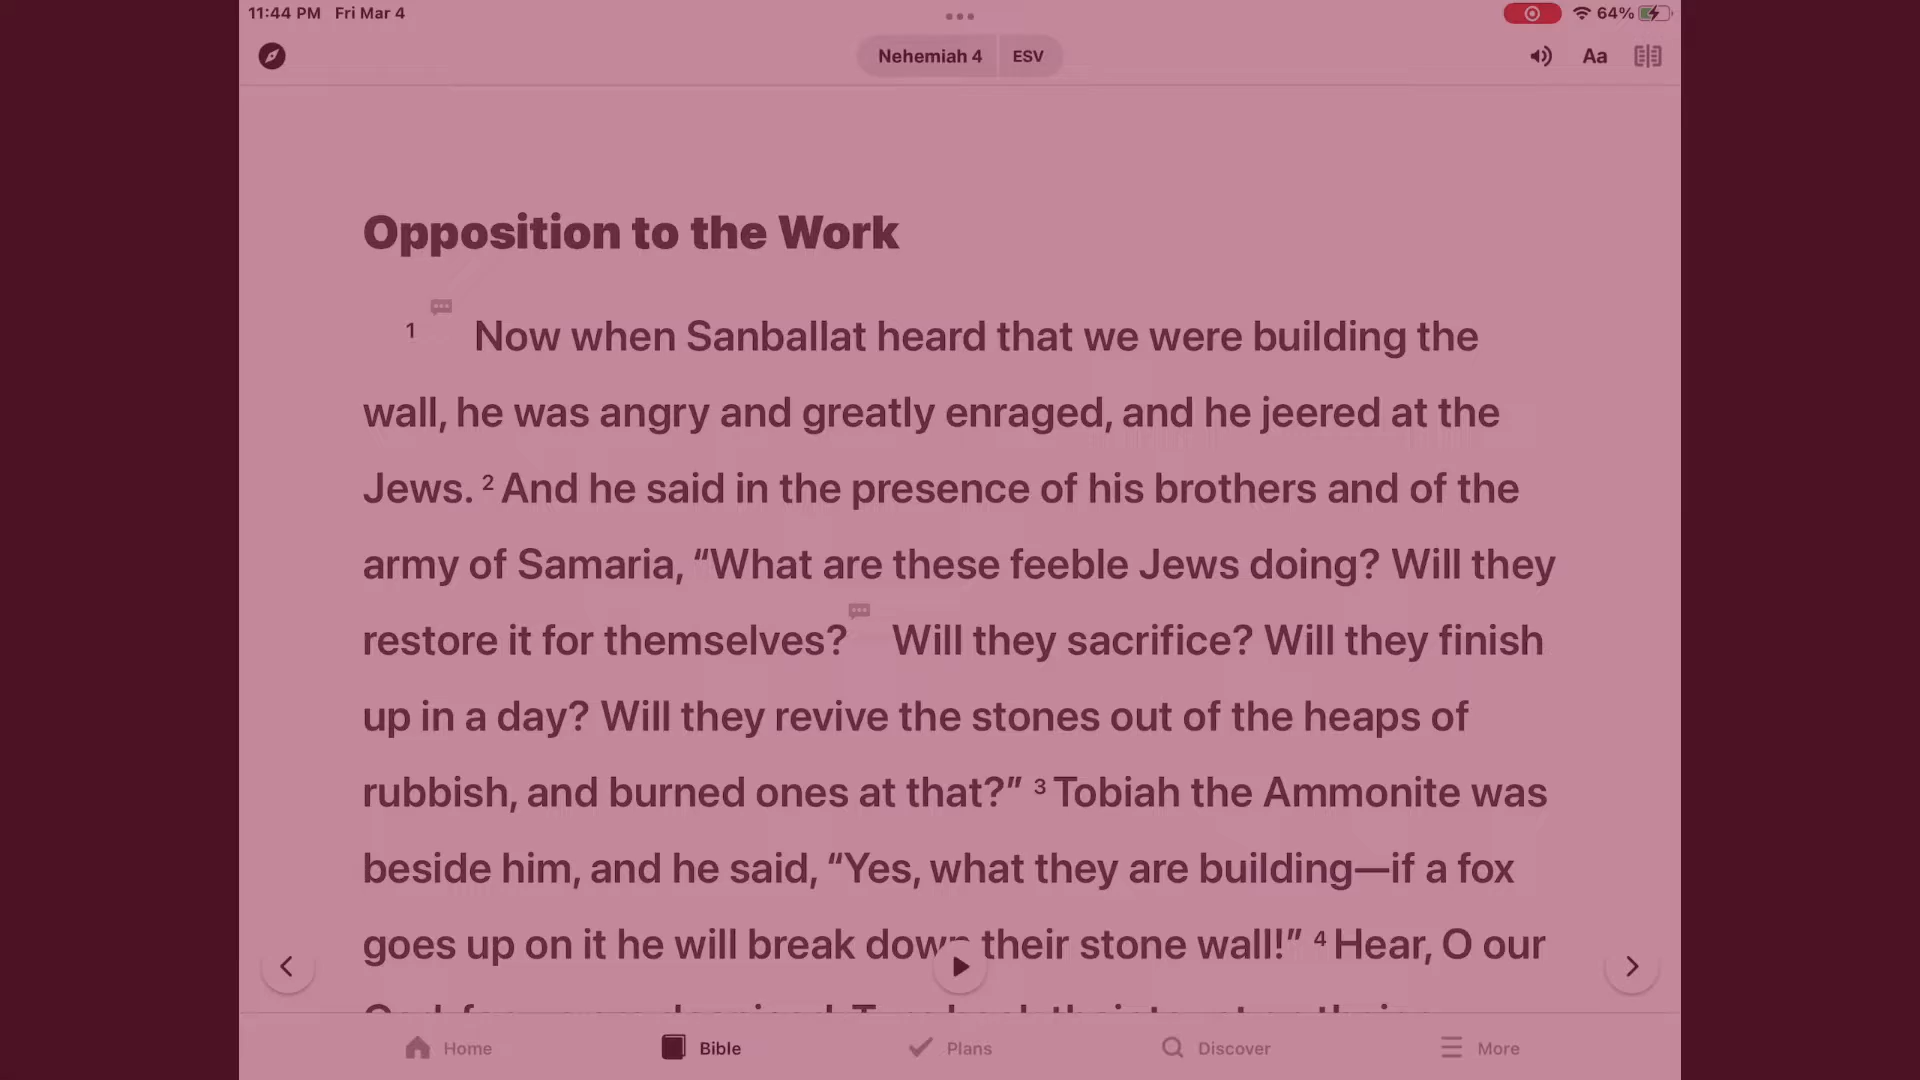 11:44 PM Fri Mar 4
64%
Nehemiah 4 ESV
Aa
Opposition to the Work
1 Now when Sanballat heard that we were building the
wall, he was angry and greatly enraged, and he jeered at the
Jews. 2 And he said in the presence of his brothers and of the
army of Samaria, “What are these feeble Jews doing? Will they
restore it for themselves? Will they sacrifice? Will they finish
up in a day? Will they revive the stones out of the heaps of
rubbish, and burned ones at that?” 3 Tobiah the Ammonite was
beside him, and he said, “Yes, what they are building—if a fox
goes up on it he will break down their stone wall!” 4 Hear, O our
Home Bible Plans Discover More